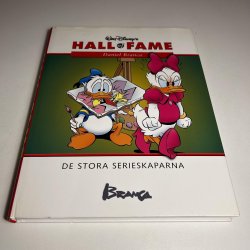 Walt Disney's
HALL OF FAME
Daniel Branca
DE STORA SERIESKAPARNA
BRANCA